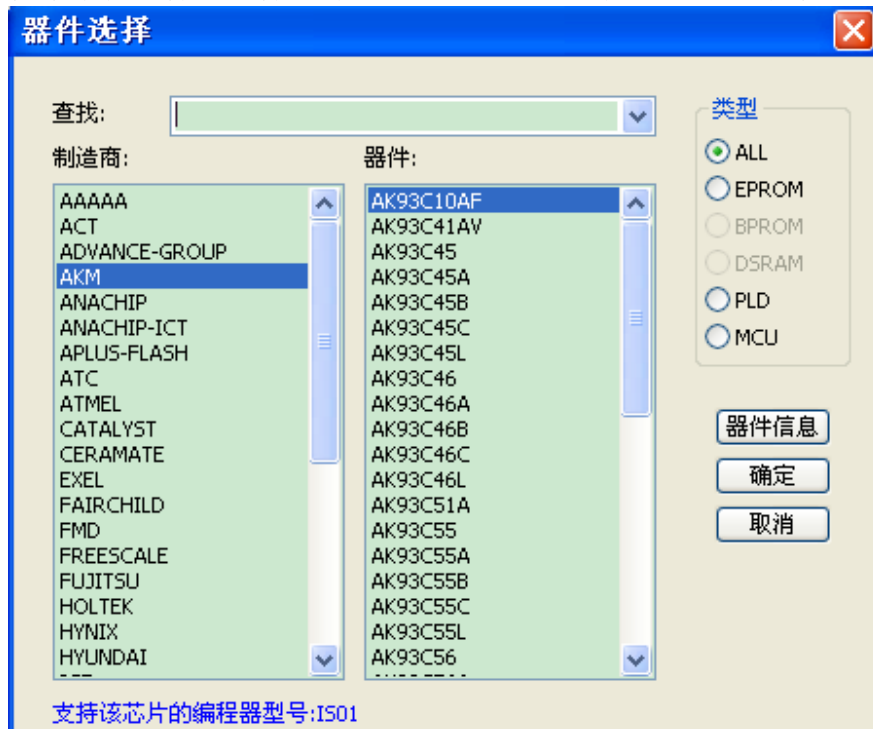 器件选择
查找:
制造商:
AAAAA
ACT
ADVANCE-GROUP
AKM
ANACHIP
ANACHIP-ICT
APLUS-FLASH
ATC
ATMEL
CATALYST
CERAMATE
EXEL
FAIRCHILD
FMD
FREESCALE
FUJITSU
HOLTEK
HYNIX
HYUNDAI
器件:
AK93C10AF
AK93C41AV
AK93C45
AK93C45A
AK93C45B
AK93C45C
AK93C45L
AK93C46
AK93C46A
AK93C46B
AK93C46C
AK93C46L
AK93C51A
AK93C55
AK93C55A
AK93C55B
AK93C55C
AK93C55L
AK93C56
类型
ALL
EPROM
BPROM
DSRAM
PLD
MCU
器件信息
确定
取消
支持该芯片的编程器型号:IS01